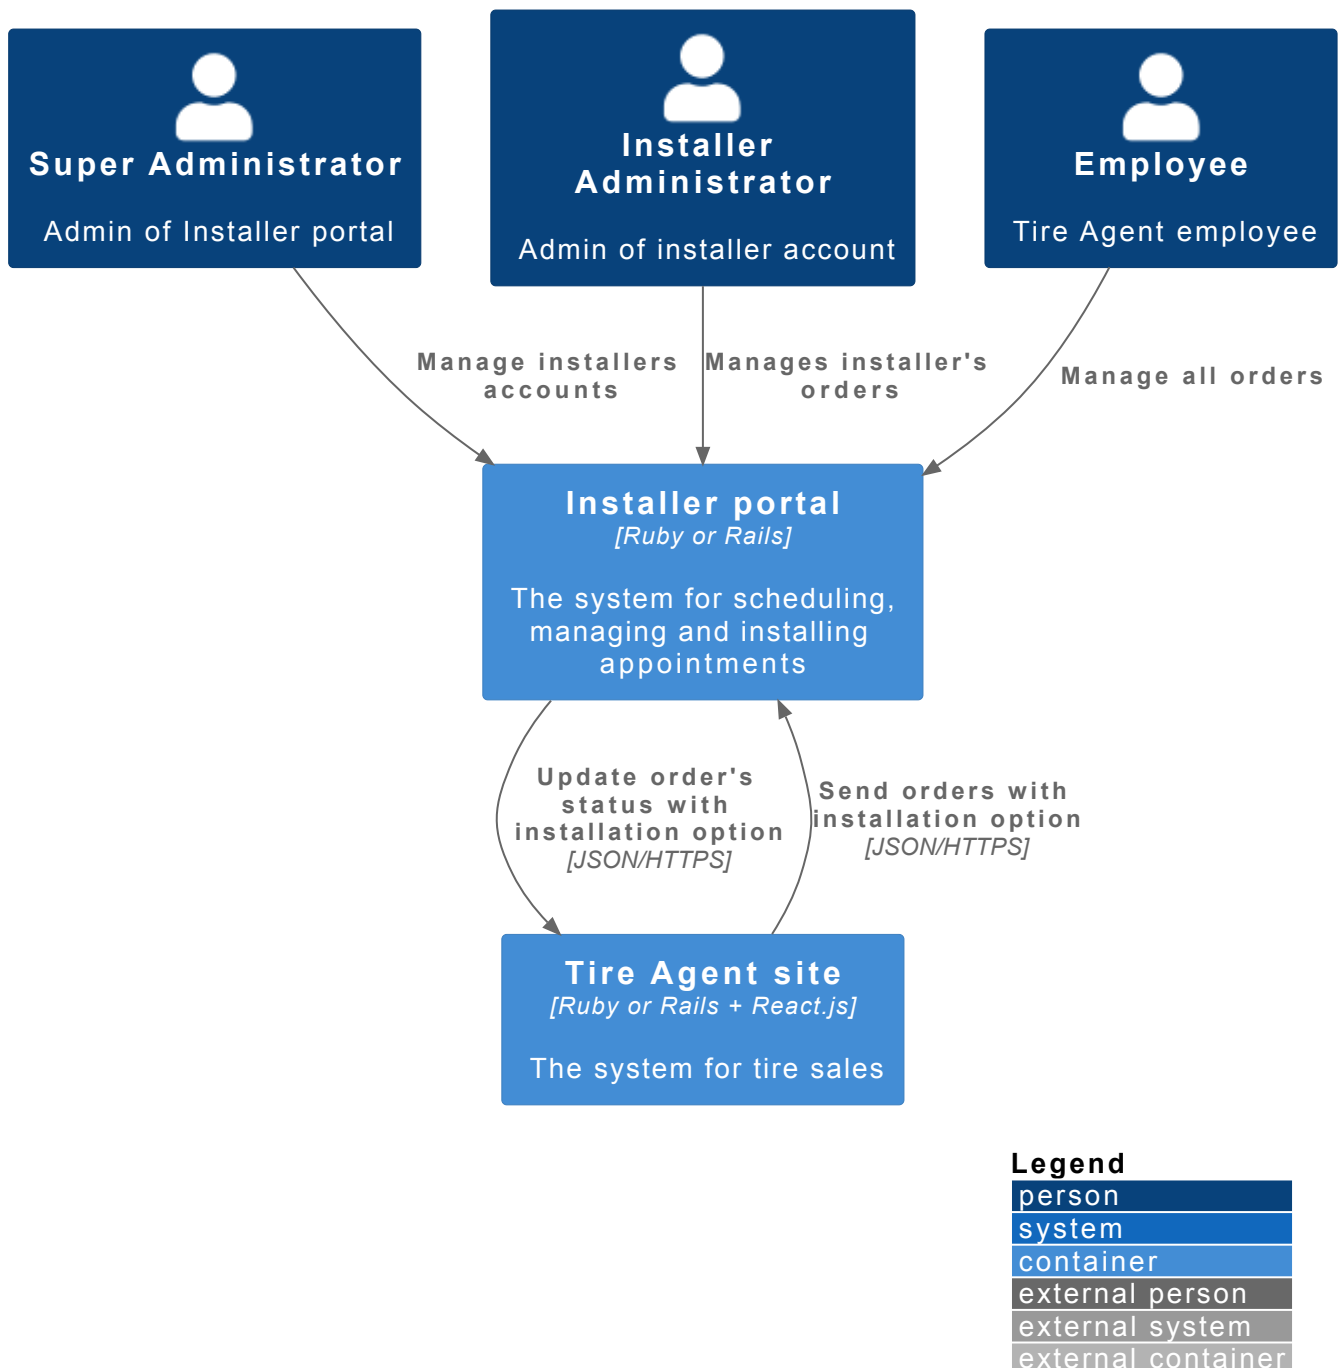 Super Administrator
Admin of Installer portal
Installer
Administrator
Admin of installer account
Employee
Tire Agent employee
Manage installers
accounts
Manages installer's
orders
Manage all orders
Installer portal
[Ruby or Rails]
The system for scheduling,
managing and installing
appointments
Update order's
status with
installation option
[JSON/HTTPS]
Send orders with
installation option
[JSON/HTTPS]
Tire Agent site
[Ruby or Rails + React.js]
The system for tire sales
Legend
person
system
container
external person
external system
external container